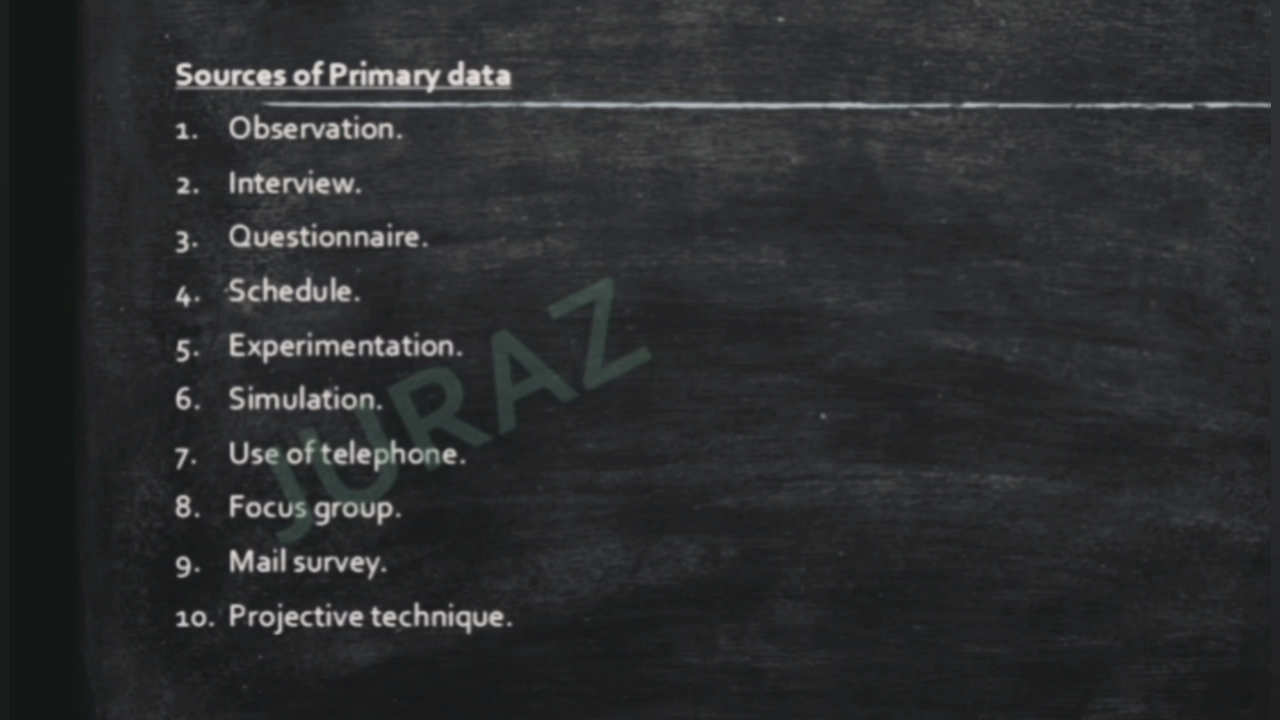 Sources of Primary data
1. Observation.
2. Interview.
3. Questionnaire.
4. Schedule.
5. Experimentation.
6. Simulation.
7. Use of telephone.
8. Focus group.
9. Mail survey.
10. Projective technique.
JURAZ